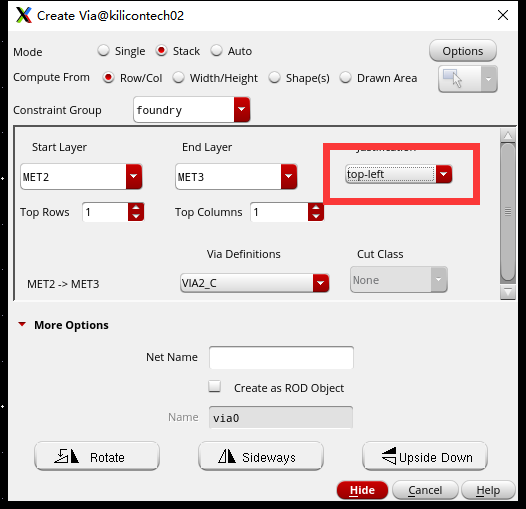 Create Via@kilicontech02
Mode Single Stack Auto Options
Compute From Row/Col Width/Height Shape(s) Drawn Area
Constraint Group foundry
Start Layer End Layer Justification
MET2 MET3 top-left
Top Rows 1 Top Columns 1
Via Definitions Cut Class
MET2 -> MET3 VIA2_C None
More Options
Net Name
Create as ROD Object
Name via0
Rotate Sideways Upside Down
Hide Cancel Help